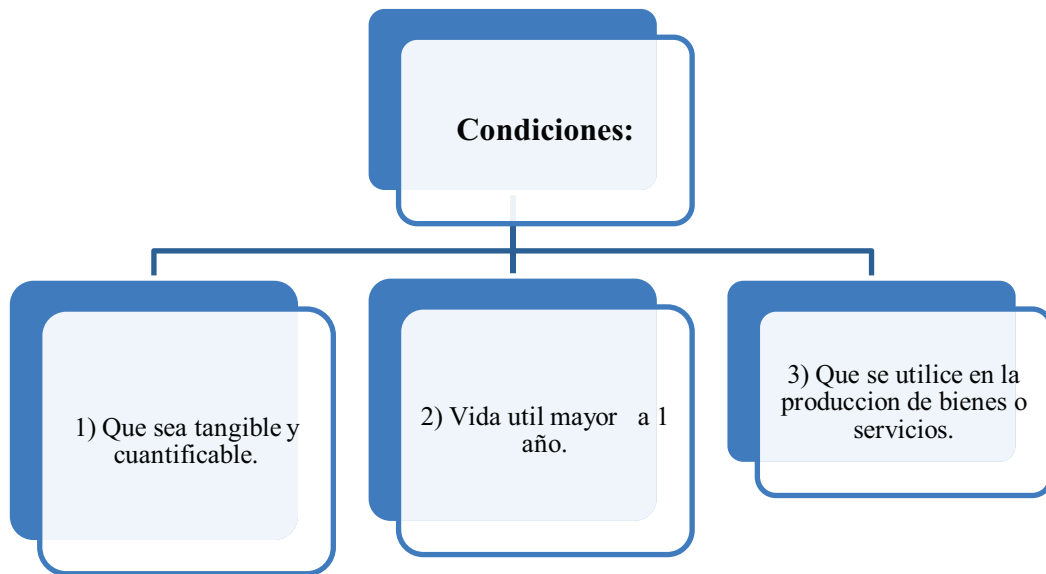 Condiciones:
1) Que sea tangible y
cuantificable.
2) Vida util mayor a 1
año.
3) Que se utilice en la
produccion de bienes o
servicios.